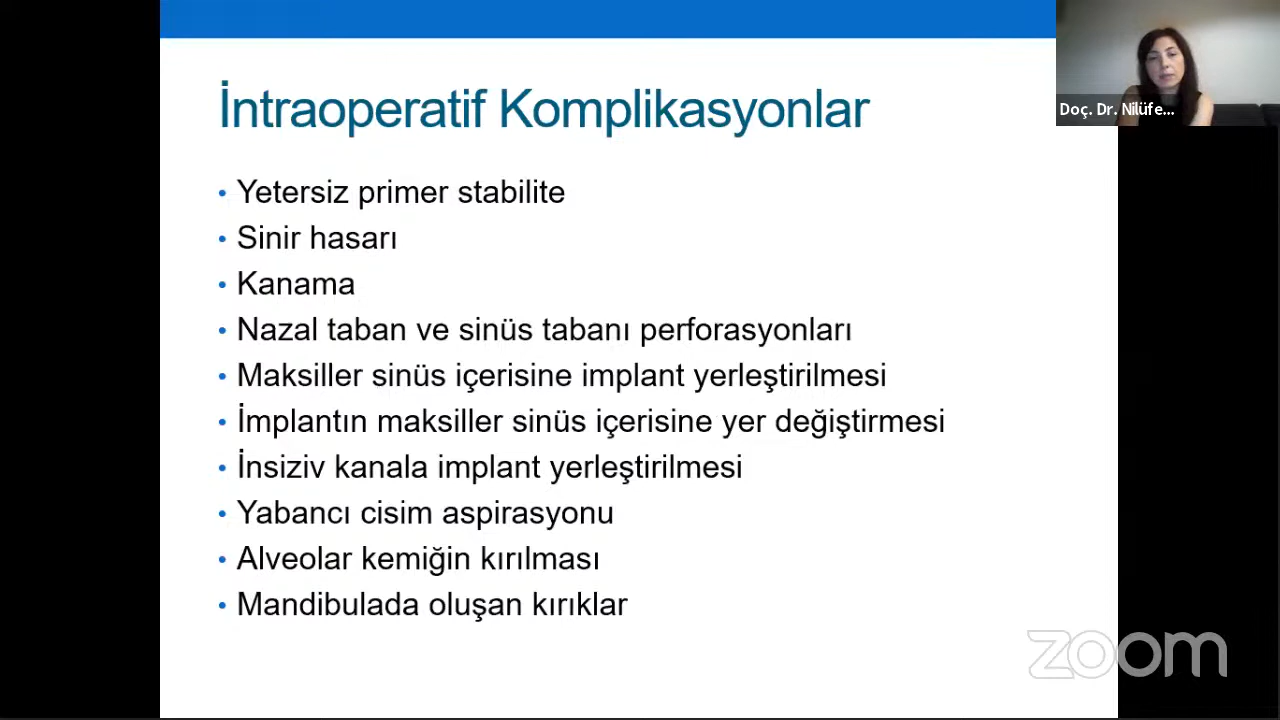 İntraoperatif Komplikasyonlar
• Yetersiz primer stabilite
• Sinir hasarı
• Kanama
• Nazal taban ve sinüs tabanı perforasyonları
• Maksiller sinüs içerisine implant yerleştirilmesi
• İmplantın maksiller sinüs içerisine yer değiştirmesi
• İnsiziv kanala implant yerleştirilmesi
• Yabancı cisim aspirasyonu
• Alveolar kemiğin kırılması
• Mandibulada oluşan kırıklar
Doç. Dr. Nilüfe...
zoom